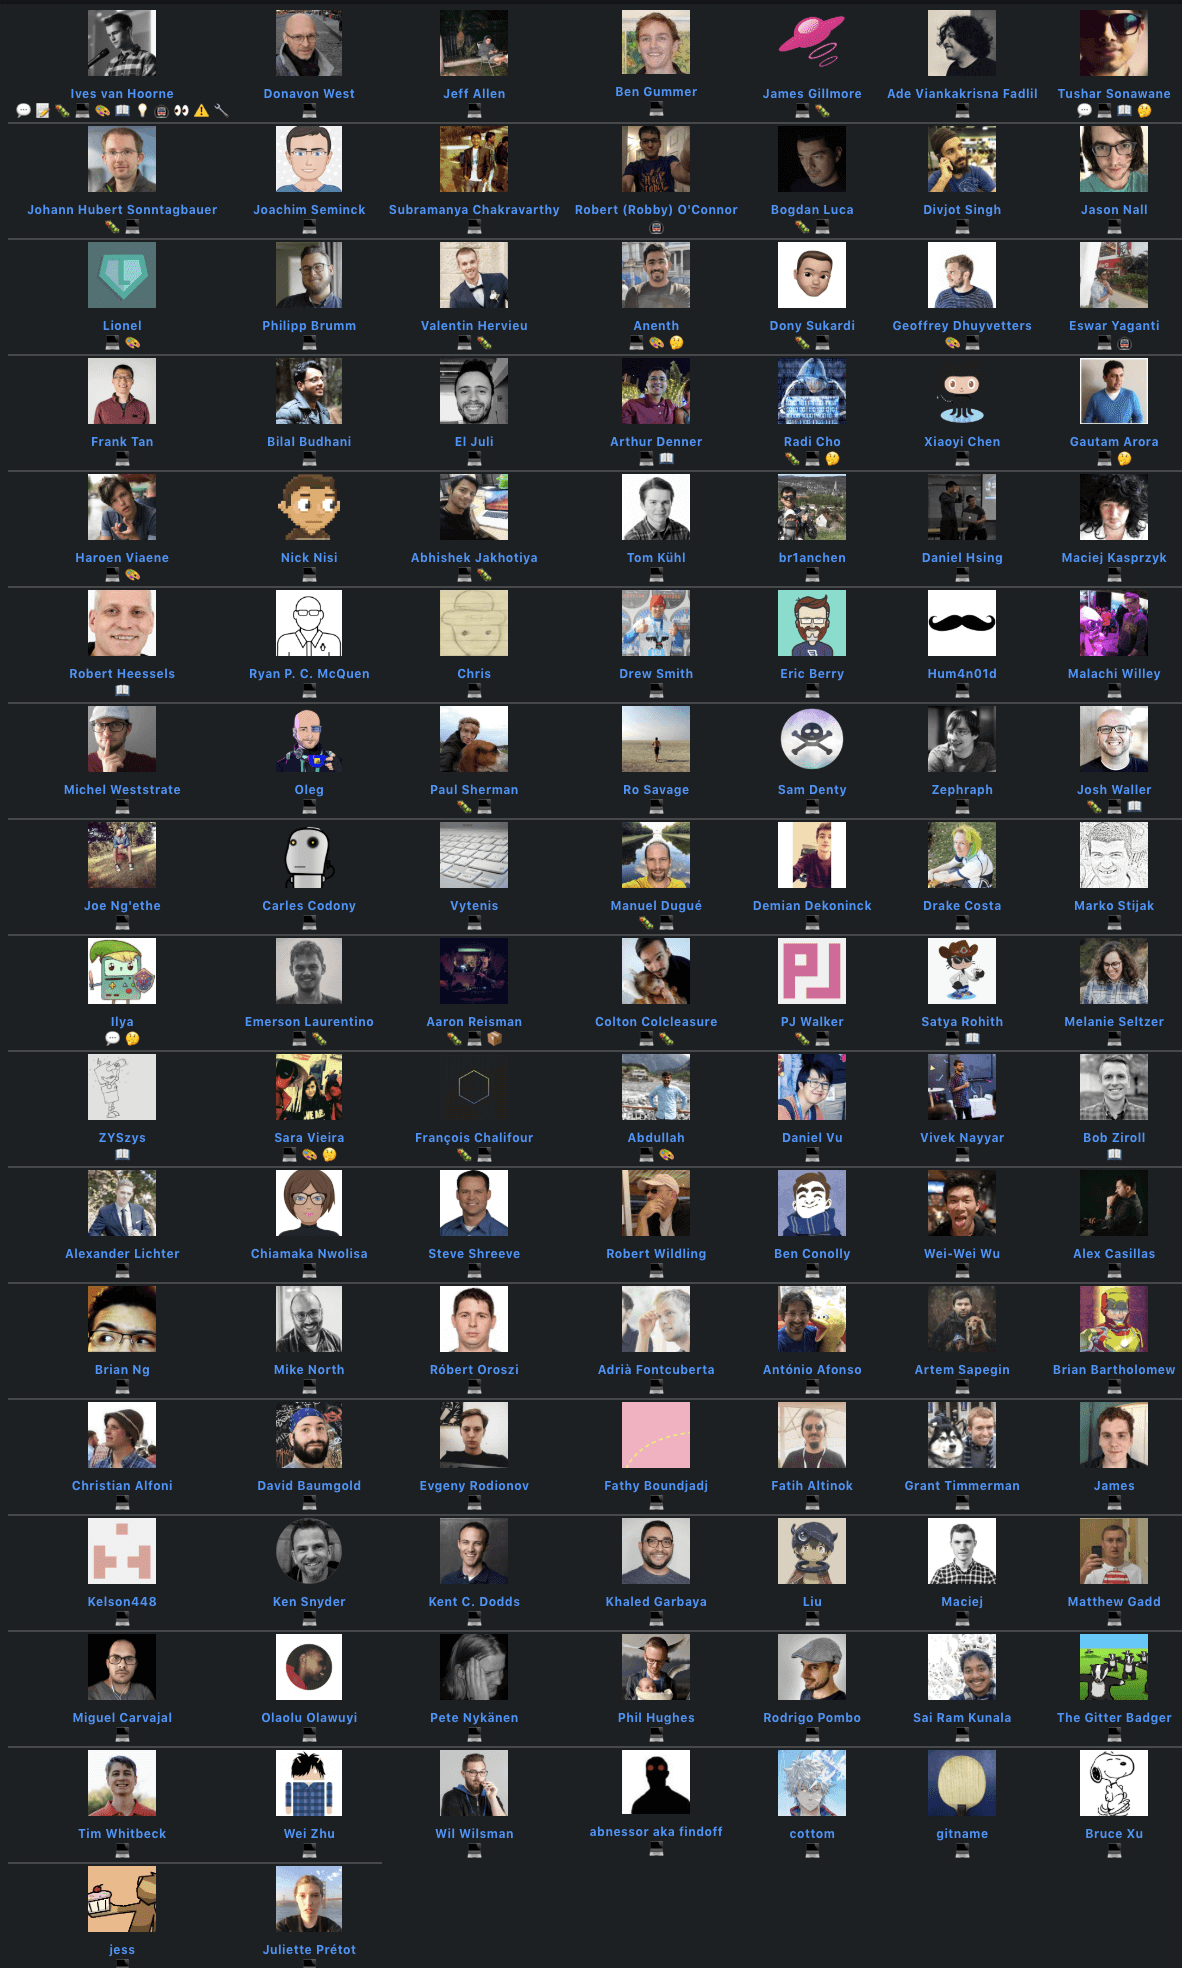 Ives van Hoorne
Donavon West
Jeff Allen
Ben Gummer
James Gillmore
Ade Viankakrisna Fadlil
Tushar Sonawane
Johann Hubert Sonntagbauer
Joachim Seminck
Subramanya Chakravarthy
Robert (Robby) O'Connor
Bogdan Luca
Divjot Singh
Jason Nall
Lionel
Philipp Brumm
Valentin Hervieu
Anenth
Dony Sukardi
Geoffrey Dhuyvetters
Eswar Yaganti
Frank Tan
Bilal Budhani
El Juli
Arthur Denner
Radi Cho
Xiaoyi Chen
Gautam Arora
Haroen Viaene
Nick Nisi
Abhishek Jakhotiya
Tom Kühl
br1anchen
Daniel Hsing
Maciej Kasprzyk
Robert Heessels
Ryan P. C. McQuen
Chris
Drew Smith
Eric Berry
Hum4n01d
Malachi Willey
Michel Weststrate
Oleg
Paul Sherman
Ro Savage
Sam Denty
Zephraph
Josh Waller
Joe Ng'ethe
Carles Codony
Vytenis
Manuel Dugué
Demian Dekoninck
Drake Costa
Marko Stijak
Ilya
Emerson Laurentino
Aaron Reisman
Colton Colcleasure
PJ
PJ Walker
Satya Rohith
Melanie Seltzer
ZYSzys
Sara Vieira
François Chalifour
Abdullah
Daniel Vu
Vivek Nayyar
Bob Ziroll
Alexander Lichter
Chiamaka Nwolisa
Steve Shreeve
Robert Wildling
Ben Conolly
Wei-Wei Wu
Alex Casillas
Brian Ng
Mike North
Róbert Oroszi
Adrià Fontcuberta
António Afonso
Artem Sapegin
Brian Bartholomew
Christian Alfoni
David Baumgold
Evgeny Rodionov
Fathy Boundjadj
Fatih Altinok
Grant Timmerman
James
Kelson448
Ken Snyder
Kent C. Dodds
Khaled Garbaya
Liu
Maciej
Matthew Gadd
Miguel Carvajal
Olaolu Olawuyi
Pete Nykänen
Phil Hughes
Rodrigo Pombo
Sai Ram Kunala
The Gitter Badger
Tim Whitbeck
Wei Zhu
Wil Wilsman
abnessor aka findoff
cottom
gitname
Bruce Xu
jess
Juliette Prétot